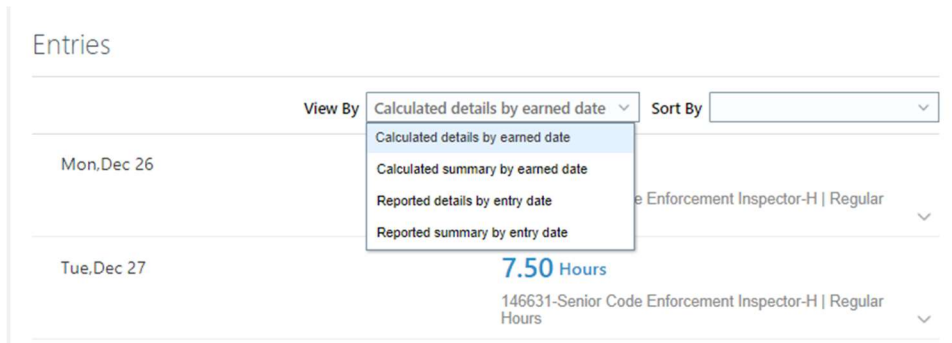 Entries
View By Calculated details by earned date Sort By
Calculated details by earned date
Mon,Dec 26
Calculated summary by earned date
Reported details by entry date
e Enforcement Inspector-H | Regular
Reported summary by entry date
Tue,Dec 27
7.50 Hours
146631-Senior Code Enforcement Inspector-H | Regular
Hours